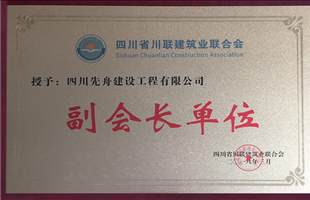 四川省川联建筑业联合会
Sichuan Chuanlian Construction Association
授予：四川先舟建设工程有限公司
副会长单位
四川省川联建筑业联合会